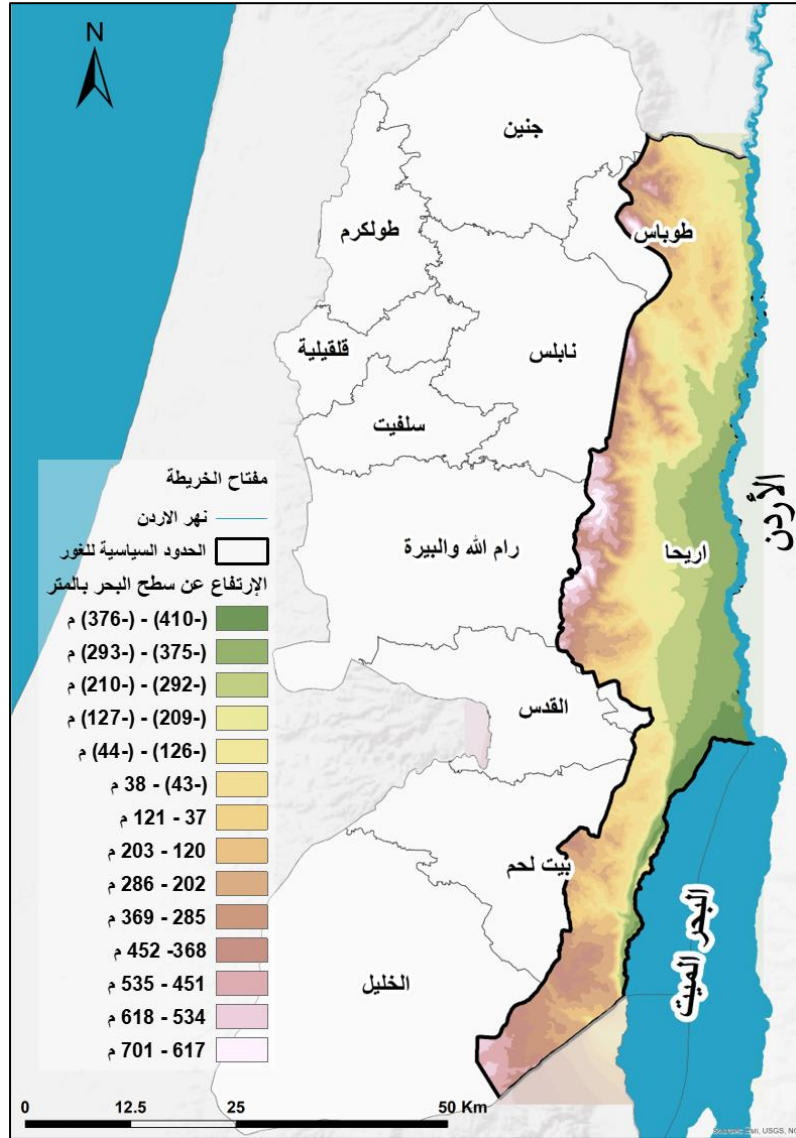 N
جنين
طوباس
طولكرم
نابلس
قلقيلية
سلفيت
رام الله والبيرة
اريحا
الأردن
القدس
بيت لحم
البحر الميت
الخليل
مفتاح الخريطة
نهر الاردن
الحدود السياسية للغور
الإرتفاع عن سطح البحر بالمتر
(-410) - (-376) م
(-375) - (-293) م
(-292) - (-210) م
(-209) - (-127) م
(-126) - (-44) م
(-43) - 38 م
37 - 121 م
120 - 203 م
202 - 286 م
285 - 369 م
368- 452 م
451 - 535 م
534 - 618 م
617 - 701 م
0 12.5 25 50 Km
Esri, USGS,